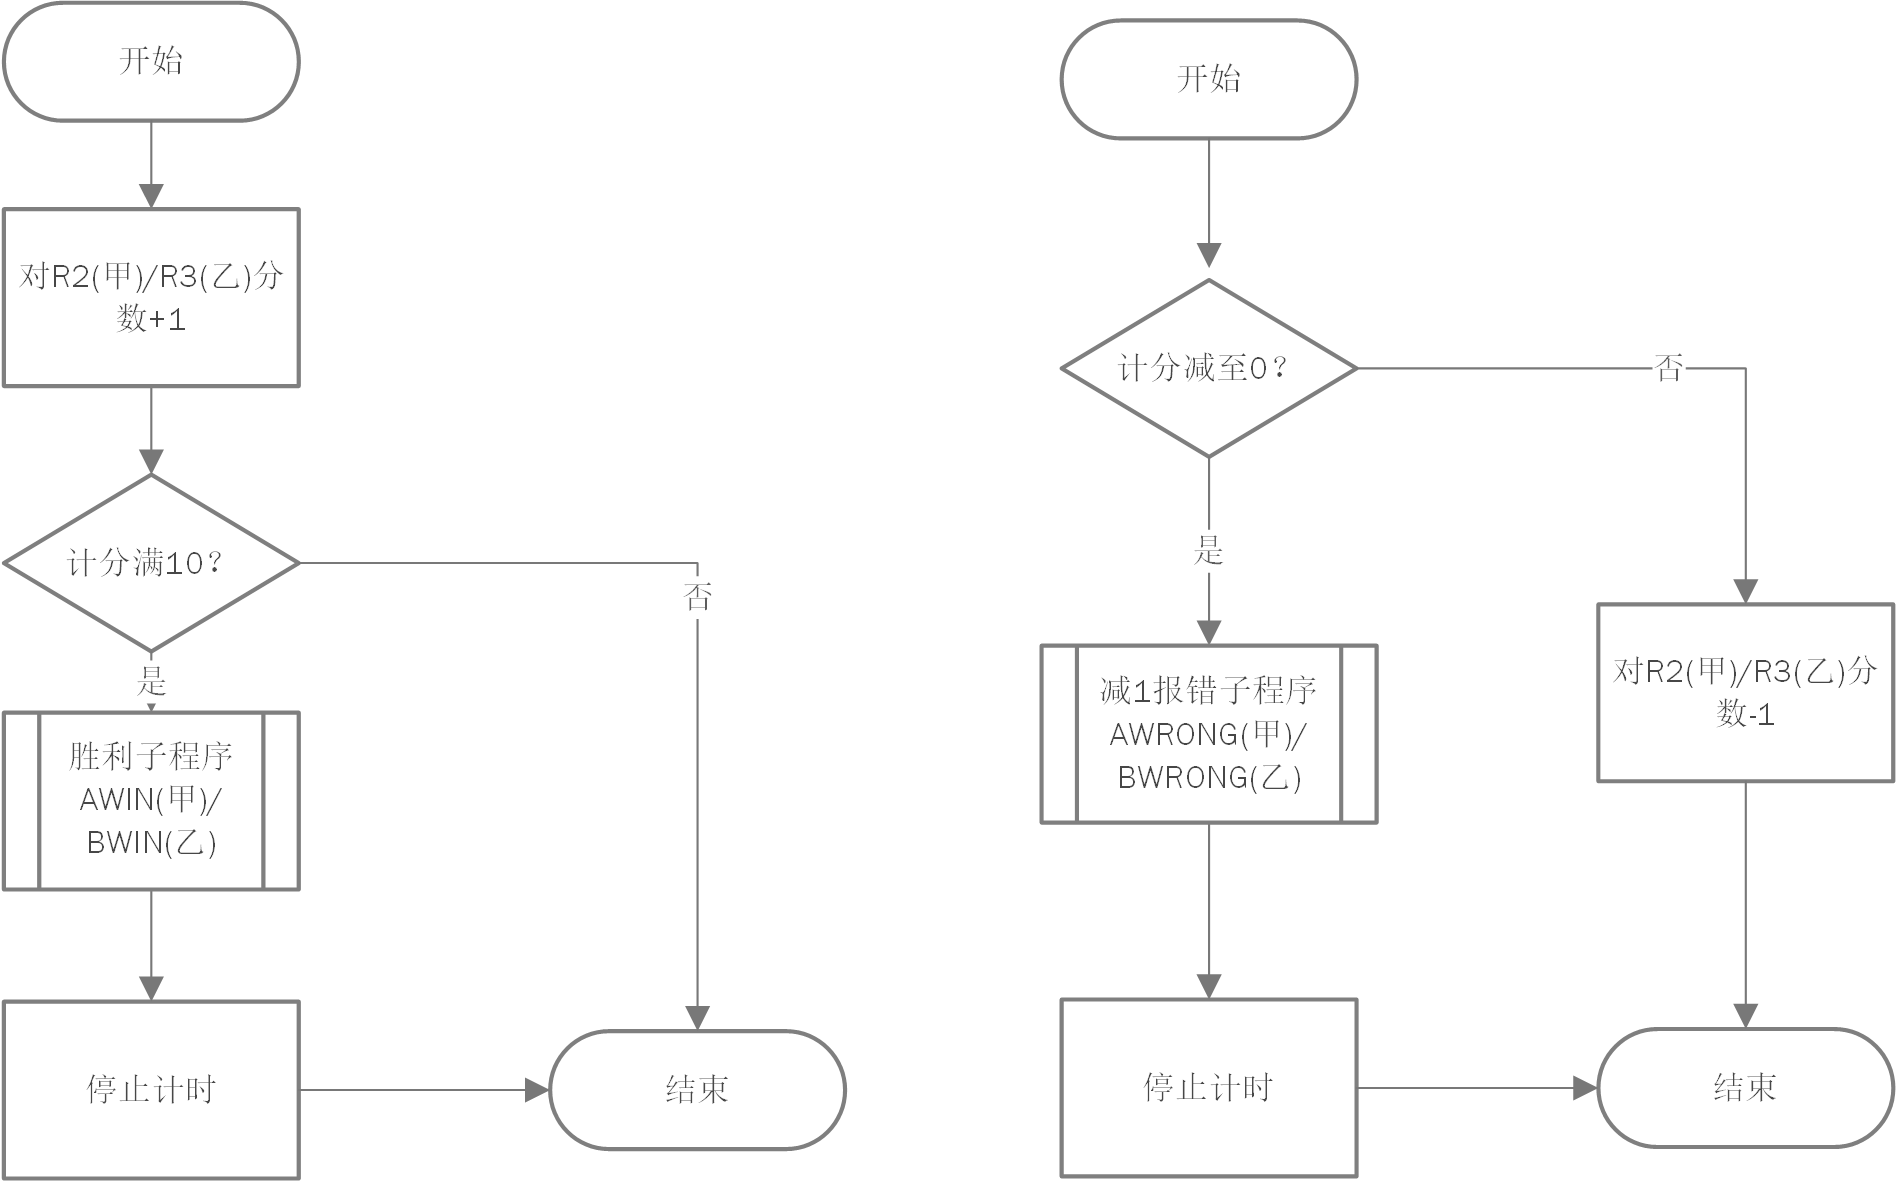 开始
对R2(甲)/R3(乙)分
数+1
计分满10?
否
是
胜利子程序
AWIN(甲)/
BWIN(乙)
停止计时
结束
开始
计分减至0?
否
是
减1报错子程序
AWRONG(甲)/
BWRONG(乙)
对R2(甲)/R3(乙)分
数-1
停止计时
结束